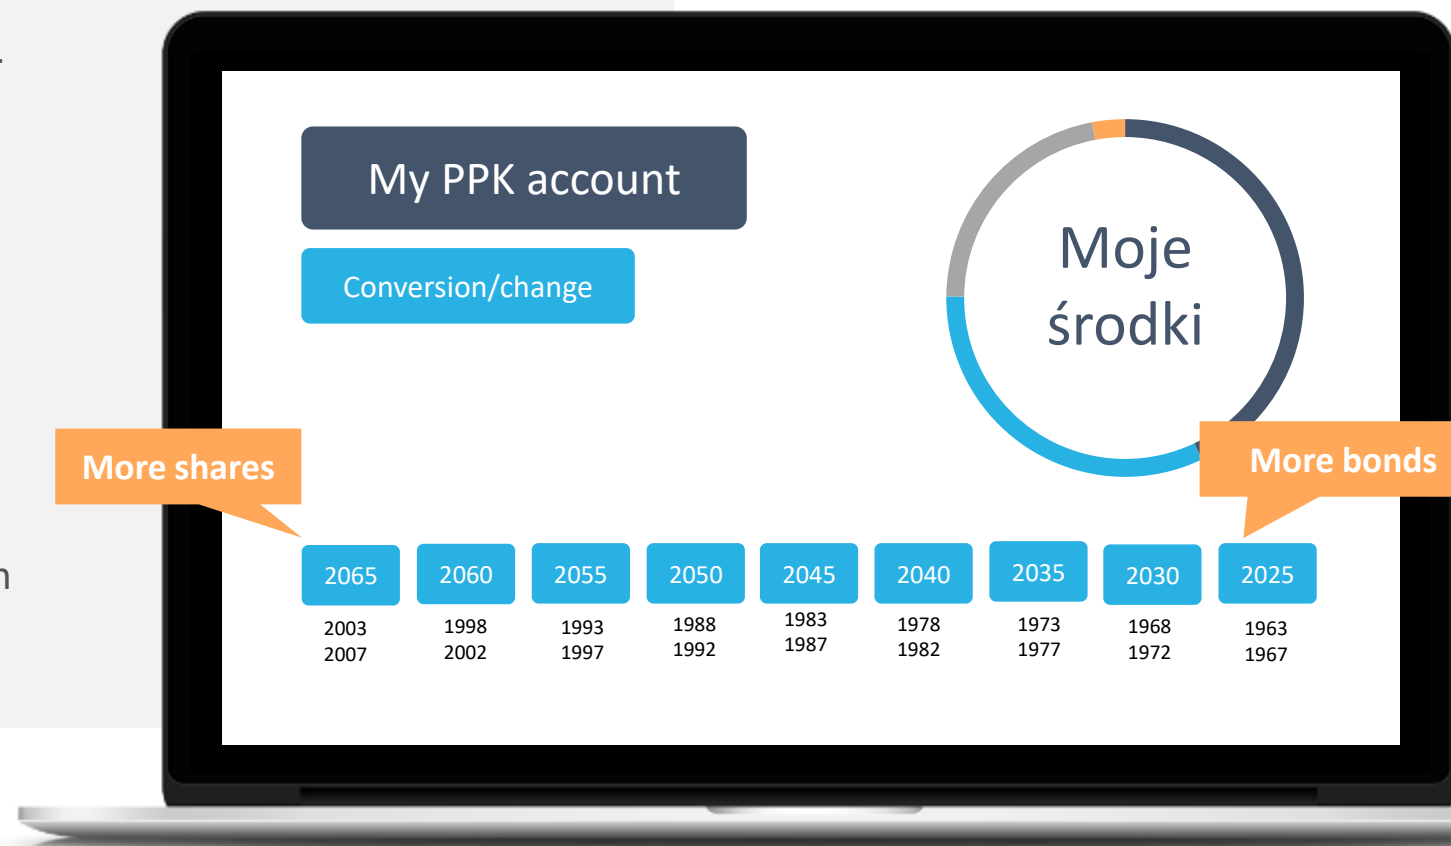 My PPK account
Conversion/change
Moje
środki
More shares
More bonds
2065 2060 2055 2050 2045 2040 2035 2030 2025
2003 1998 1993 1988 1983 1978 1973 1968 1963
2007 2002 1997 1992 1987 1982 1977 1972 1967